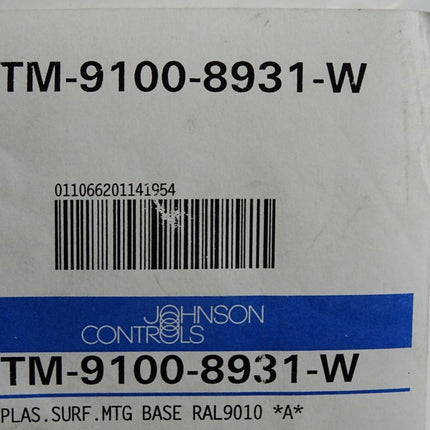 TM-9100-8931-W
011066201141954
JOHNSON
CONTROLS
TM-9100-8931-W
PLAS.SURF.MTG BASE RAL9010 *A*